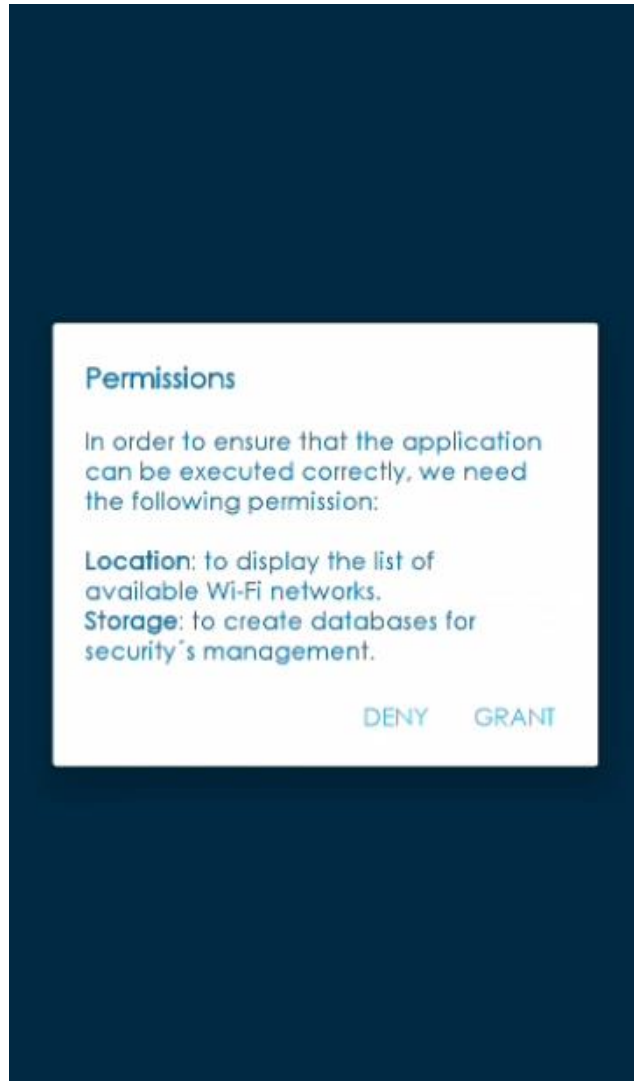 Permissions
In order to ensure that the application
can be executed correctly, we need
the following permission:
Location: to display the list of
available Wi-Fi networks.
Storage: to create databases for
security´s management.
DENY GRANT